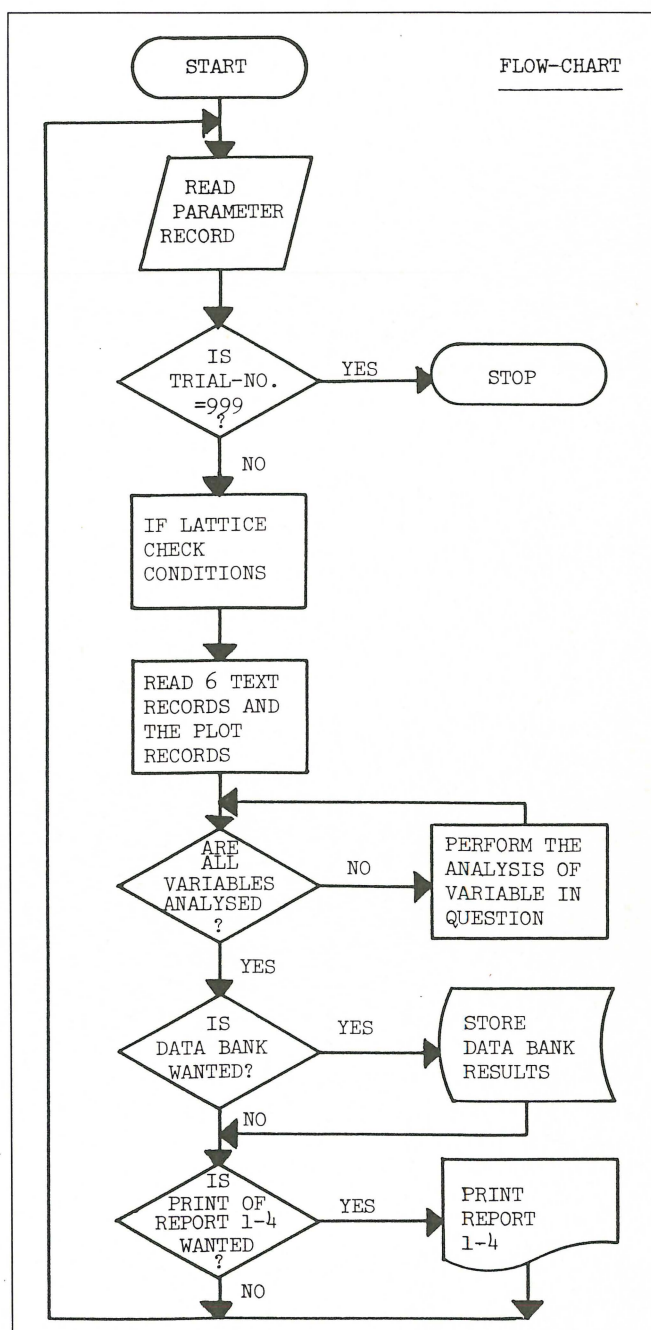 START
FLOW-CHART
READ
PARAMETER
RECORD
IS
TRIAL-NO.
=999
?
YES
STOP
NO
IF LATTICE
CHECK
CONDITIONS
READ 6 TEXT
RECORDS AND
THE PLOT
RECORDS
ARE
ALL
VARIABLES
ANALYSED
?
NO
PERFORM THE
ANALYSIS OF
VARIABLE IN
QUESTION
YES
IS
DATA BANK
WANTED?
YES
STORE
DATA BANK
RESULTS
NO
IS
PRINT OF
REPORT 1-4
WANTED
?
YES
PRINT
REPORT
1-4
NO